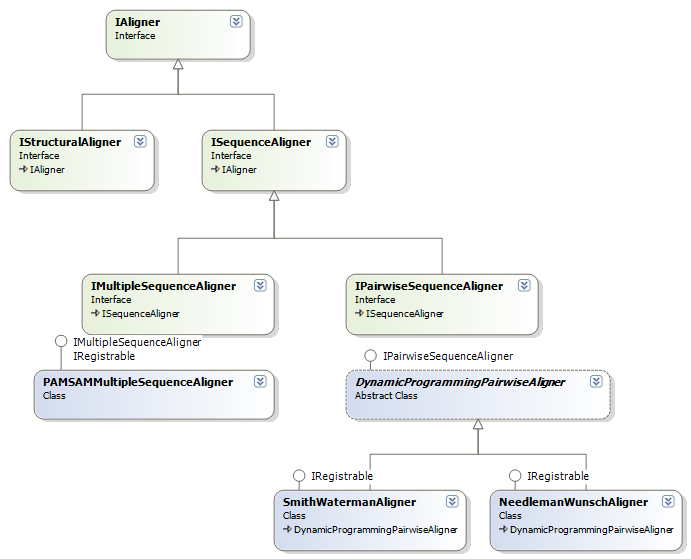 IAligner
Interface
IStructuralAligner
Interface
IAligner
ISequenceAligner
Interface
IAligner
IMultipleSequenceAligner
Interface
ISequenceAligner
IPairwiseSequenceAligner
Interface
ISequenceAligner
IMultipleSequenceAligner
IRegistrable
PAMSAMMultipleSequenceAligner
Class
IPairwiseSequenceAligner
DynamicProgrammingPairwiseAligner
Abstract Class
IRegistrable
SmithWatermanAligner
Class
DynamicProgrammingPairwiseAligner
IRegistrable
NeedlemanWunschAligner
Class
DynamicProgrammingPairwiseAligner